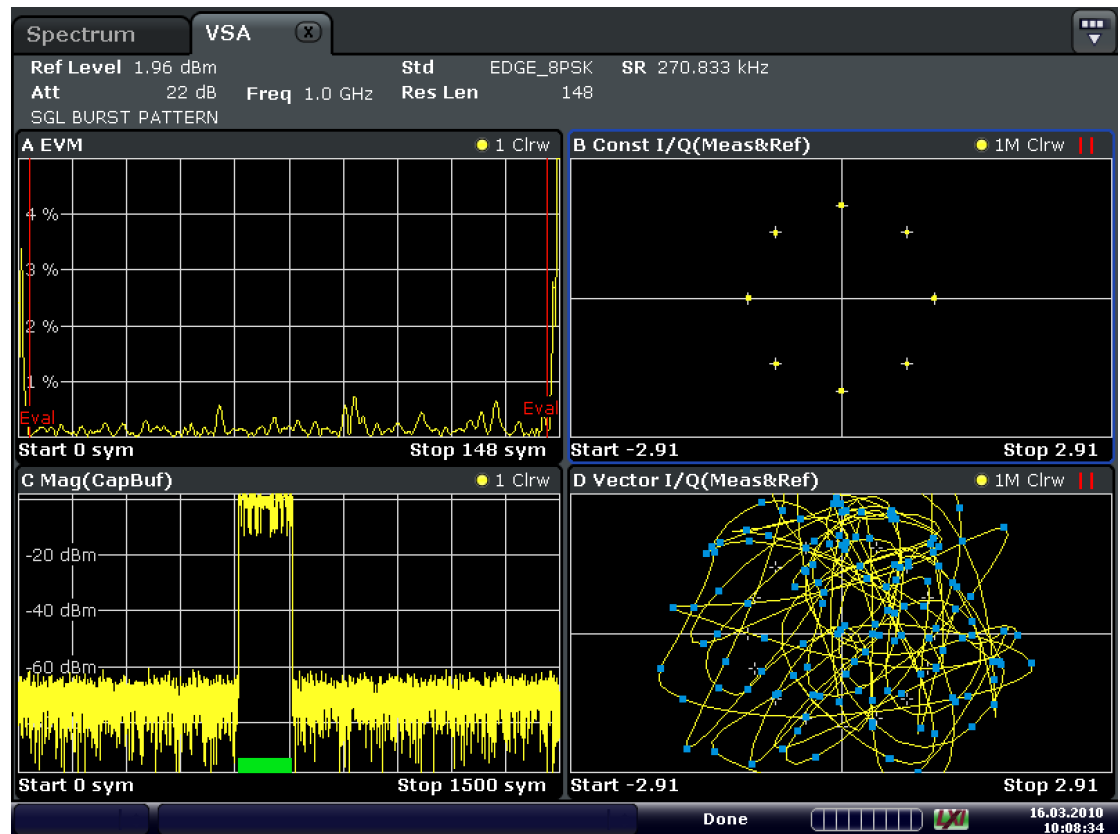 Spectrum VSA X
Ref Level 1.96 dBm Std EDGE_8PSK SR 270.833 kHz
Att 22 dB Freq 1.0 GHz Res Len 148
SGL BURST PATTERN
A EVM 1 Clrw
4 %
3 %
2 %
1 %
Eval Eval
Start 0 sym Stop 148 sym
B Const I/Q(Meas&Ref) 1M Clrw
Start -2.91 Stop 2.91
C Mag(CapBuf) 1 Clrw
-20 dBm
-40 dBm
-60 dBm
Start 0 sym Stop 1500 sym
D Vector I/Q(Meas&Ref) 1M Clrw
Start -2.91 Stop 2.91
Done LXI 16.03.2010
10:08:34